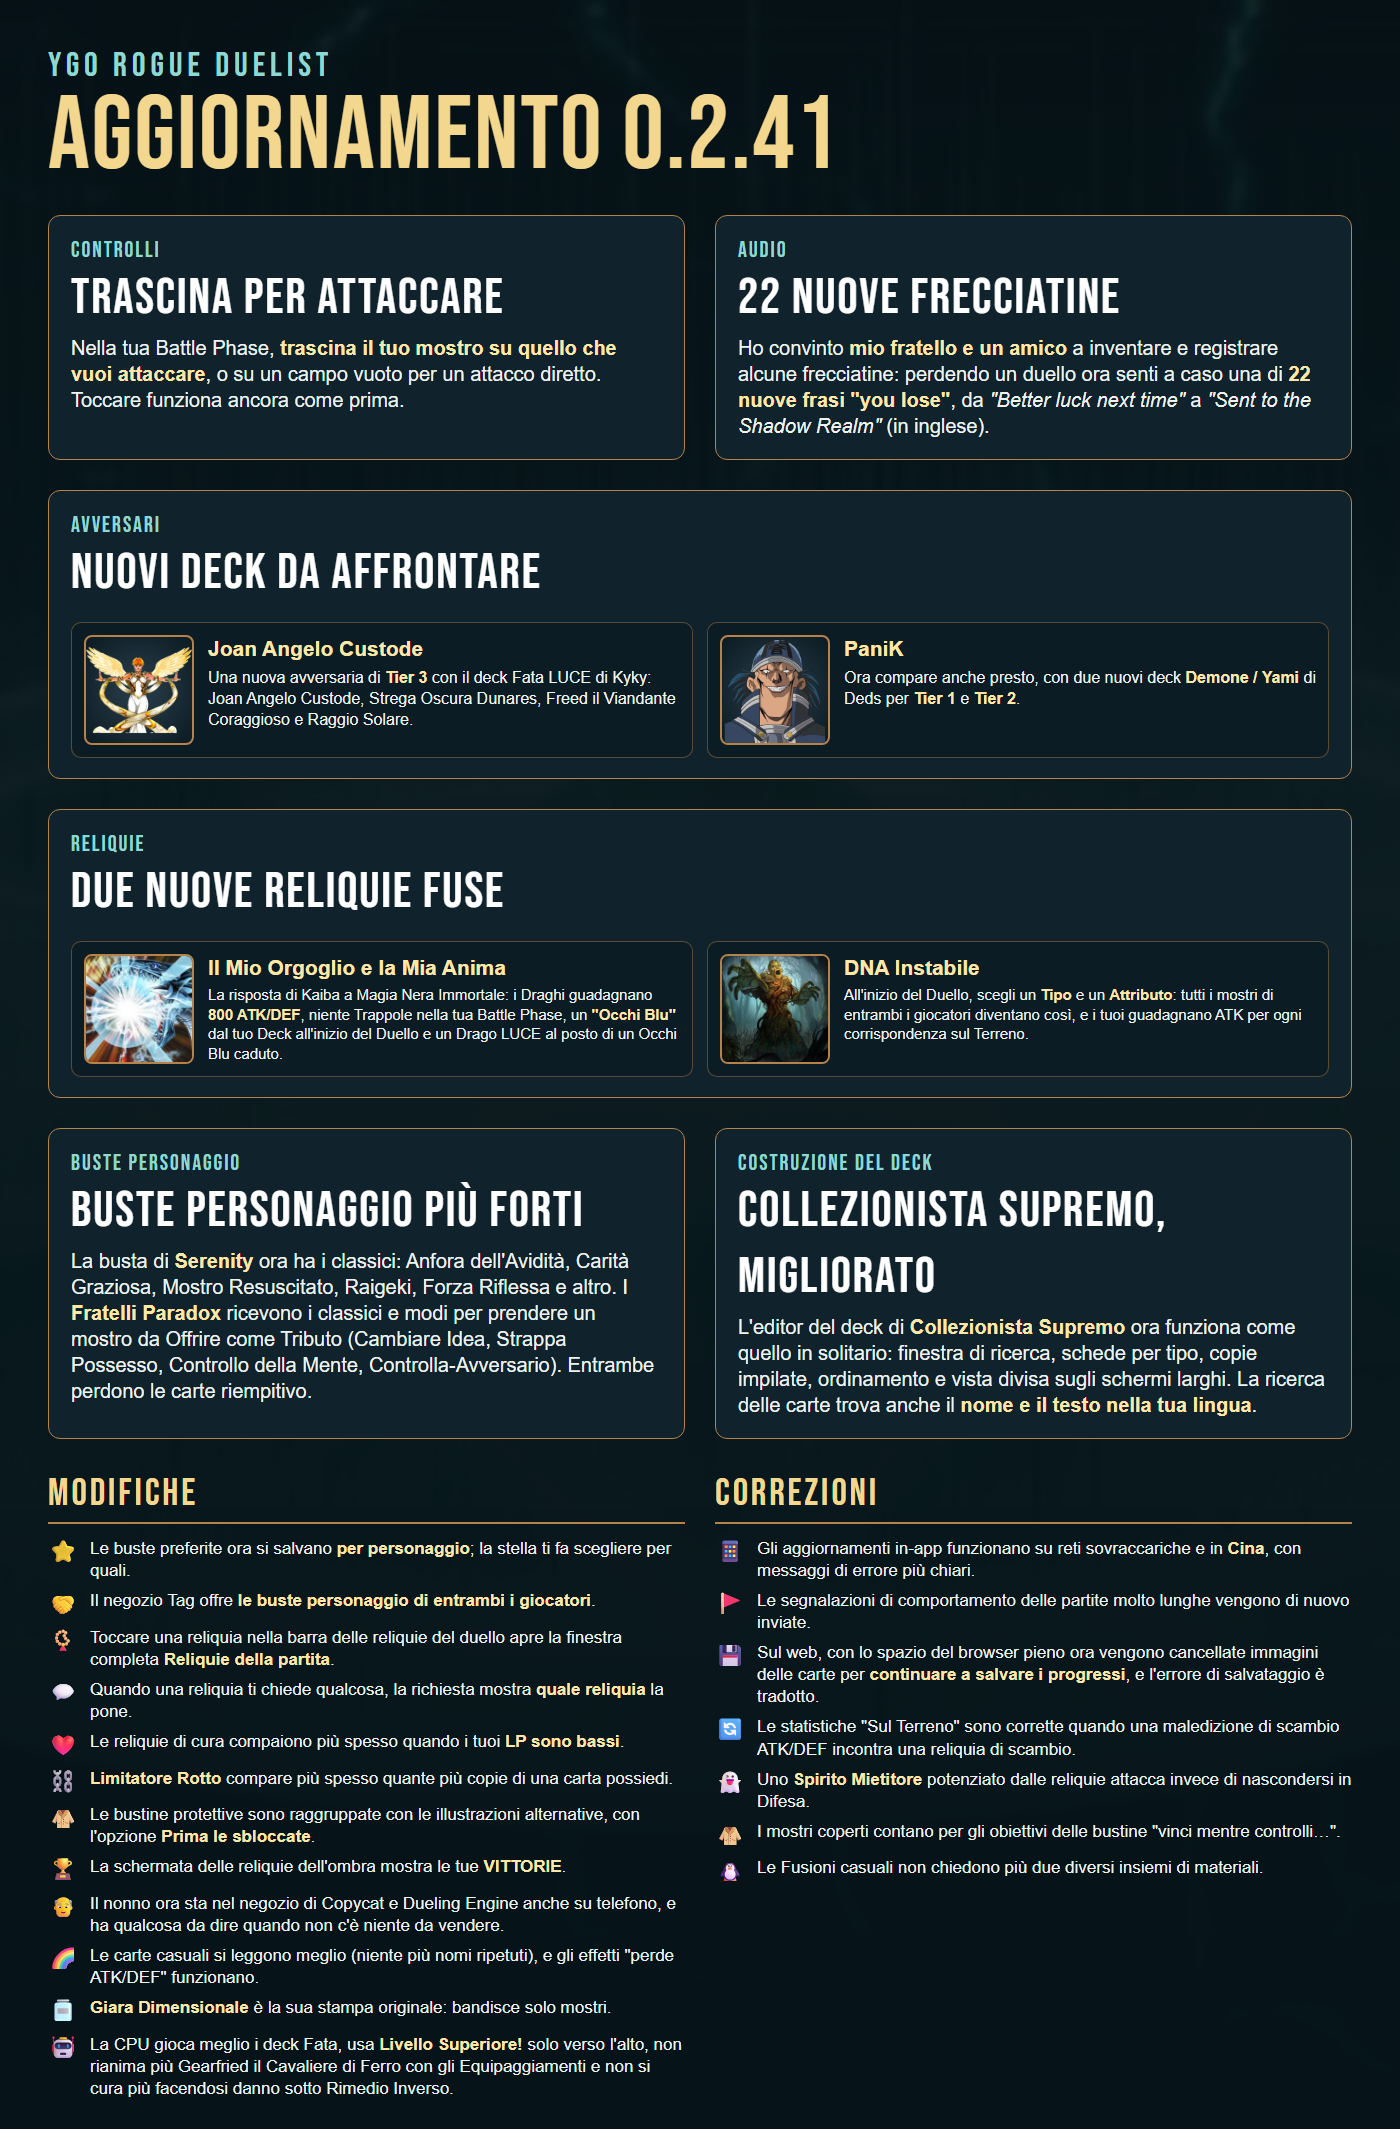 YGO ROGUE DUELIST
AGGIORNAMENTO 0.2.41
CONTROLLI
TRASCINA PER ATTACCARE
Nella tua Battle Phase, trascina il tuo mostro su quello che
vuoi attaccare, o su un campo vuoto per un attacco diretto.
Toccare funziona ancora come prima.
AUDIO
22 NUOVE FRECCIATINE
Ho convinto mio fratello e un amico a inventare e registrare
alcune frecciatine: perdendo un duello ora senti a caso una di 22
nuove frasi "you lose", da "Better luck next time" a "Sent to the
Shadow Realm" (in inglese).
AVVERSARI
NUOVI DECK DA AFFRONTARE
Joan Angelo Custode
Una nuova avversaria di Tier 3 con il deck Fata LUCE di Kyky:
Joan Angelo Custode, Strega Oscura Dunares, Freed il Viandante
Coraggioso e Raggio Solare.
PaniK
Ora compare anche presto, con due nuovi deck Demone / Yami di
Deds per Tier 1 e Tier 2.
RELIQUIE
DUE NUOVE RELIQUIE FUSE
Il Mio Orgoglio e la Mia Anima
La risposta di Kaiba a Magia Nera Immortale: i Draghi guadagnano
800 ATK/DEF, niente Trappole nella tua Battle Phase, un "Occhi Blu"
dal tuo Deck all'inizio del Duello e un Drago LUCE al posto di un Occhi
Blu caduto.
DNA Instabile
All'inizio del Duello, scegli un Tipo e un Attributo: tutti i mostri di
entrambi i giocatori diventano così, e i tuoi guadagnano ATK per ogni
corrispondenza sul Terreno.
BUSTE PERSONAGGIO
BUSTE PERSONAGGIO PIÙ FORTI
La busta di Serenity ora ha i classici: Anfora dell'Avidità, Carità
Graziosa, Mostro Resuscitato, Raigeki, Forza Riflessa e altro. I
Fratelli Paradox ricevono i classici e modi per prendere un
mostro da Offrire come Tributo (Cambiare Idea, Strappa
Possesso, Controllo della Mente, Controlla-Avversario). Entrambe
perdono le carte riempitivo.
COSTRUZIONE DEL DECK
COLLEZIONISTA SUPREMO,
MIGLIORATO
L'editor del deck di Collezionista Supremo ora funziona come
quello in solitario: finestra di ricerca, schede per tipo, copie
impilate, ordinamento e vista divisa sugli schermi larghi. La ricerca
delle carte trova anche il nome e il testo nella tua lingua.
MODIFICHE
Le buste preferite ora si salvano per personaggio; la stella ti fa scegliere per
quali.
Il negozio Tag offre le buste personaggio di entrambi i giocatori.
Toccare una reliquia nella barra delle reliquie del duello apre la finestra
completa Reliquie della partita.
Quando una reliquia ti chiede qualcosa, la richiesta mostra quale reliquia la
pone.
Le reliquie di cura compaiono più spesso quando i tuoi LP sono bassi.
Limitatore Rotto compare più spesso quante più copie di una carta possiedi.
Le bustine protettive sono raggruppate con le illustrazioni alternative, con
l'opzione Prima le sbloccate.
La schermata delle reliquie dell'ombra mostra le tue VITTORIE.
Il nonno ora sta nel negozio di Copycat e Dueling Engine anche su telefono, e
ha qualcosa da dire quando non c'è niente da vendere.
Le carte casuali si leggono meglio (niente più nomi ripetuti), e gli effetti "perde
ATK/DEF" funzionano.
Giara Dimensionale è la sua stampa originale: bandisce solo mostri.
La CPU gioca meglio i deck Fata, usa Livello Superiore! solo verso l'alto, non
rianima più Gearfried il Cavaliere di Ferro con gli Equipaggiamenti e non si
cura più facendosi danno sotto Rimedio Inverso.
CORREZIONI
Gli aggiornamenti in-app funzionano su reti sovraccariche e in Cina, con
messaggi di errore più chiari.
Le segnalazioni di comportamento delle partite molto lunghe vengono di nuovo
inviate.
Sul web, con lo spazio del browser pieno ora vengono cancellate immagini
delle carte per continuare a salvare i progressi, e l'errore di salvataggio è
tradotto.
Le statistiche "Sul Terreno" sono corrette quando una maledizione di scambio
ATK/DEF incontra una reliquia di scambio.
Uno Spirito Mietitore potenziato dalle reliquie attacca invece di nascondersi in
Difesa.
I mostri coperti contano per gli obiettivi delle bustine "vinci mentre controlli…".
Le Fusioni casuali non chiedono più due diversi insiemi di materiali.